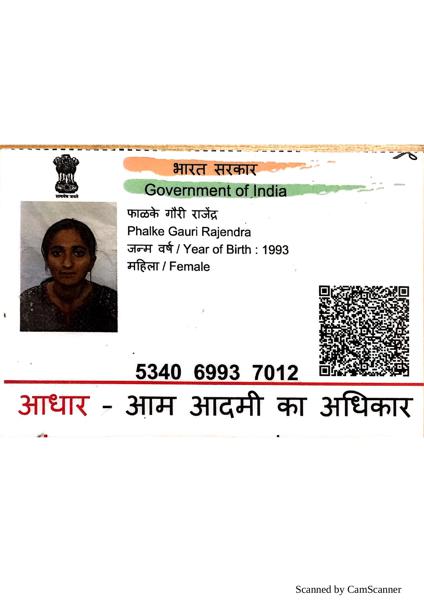 सत्यमेव जयते
भारत सरकार
Government of India
फाळके गौरी राजेंद्र
Phalke Gauri Rajendra
जन्म वर्ष / Year of Birth : 1993
महिला / Female
5340 6993 7012
आधार - आम आदमी का अधिकार
Scanned by CamScanner